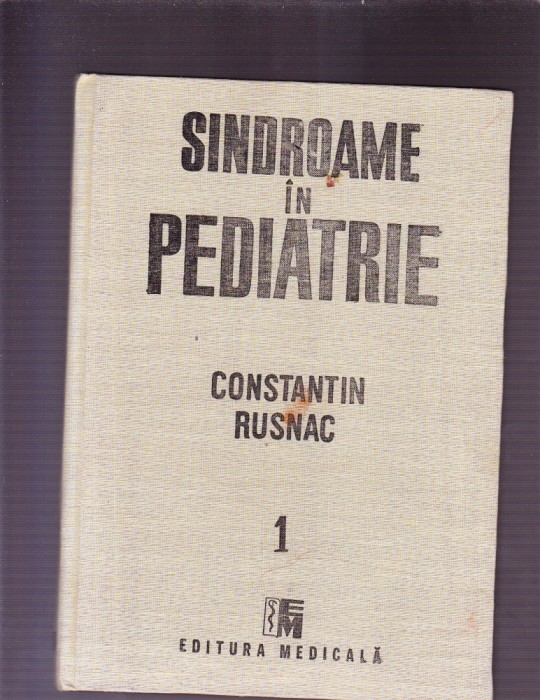 SINDROAME
ÎN
PEDIATRIE
CONSTANTIN
RUSNAC
1
EM
EDITURA MEDICALĂ